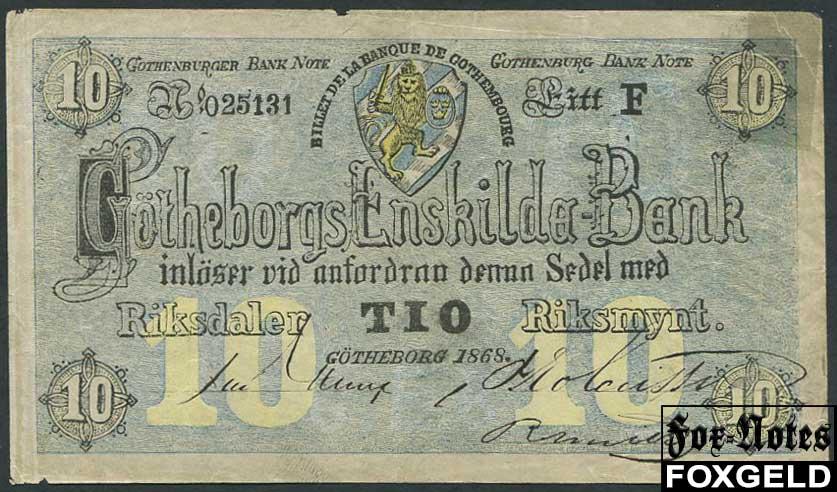 10 GOTHENBURGER BANK NOTE BILLET DE LA BANQUE DE GOTHEMBOURG GOTHENBURG BANK NOTE 10
No 025131 Litt F
Götheborgs Enskilda-Bank
inlöser vid anfordran denna Sedel med
10 10
Riksdaler TIO Riksmynt.
GÖTHEBORG 1868.
10 10
Fox-Notes
FOXGELD